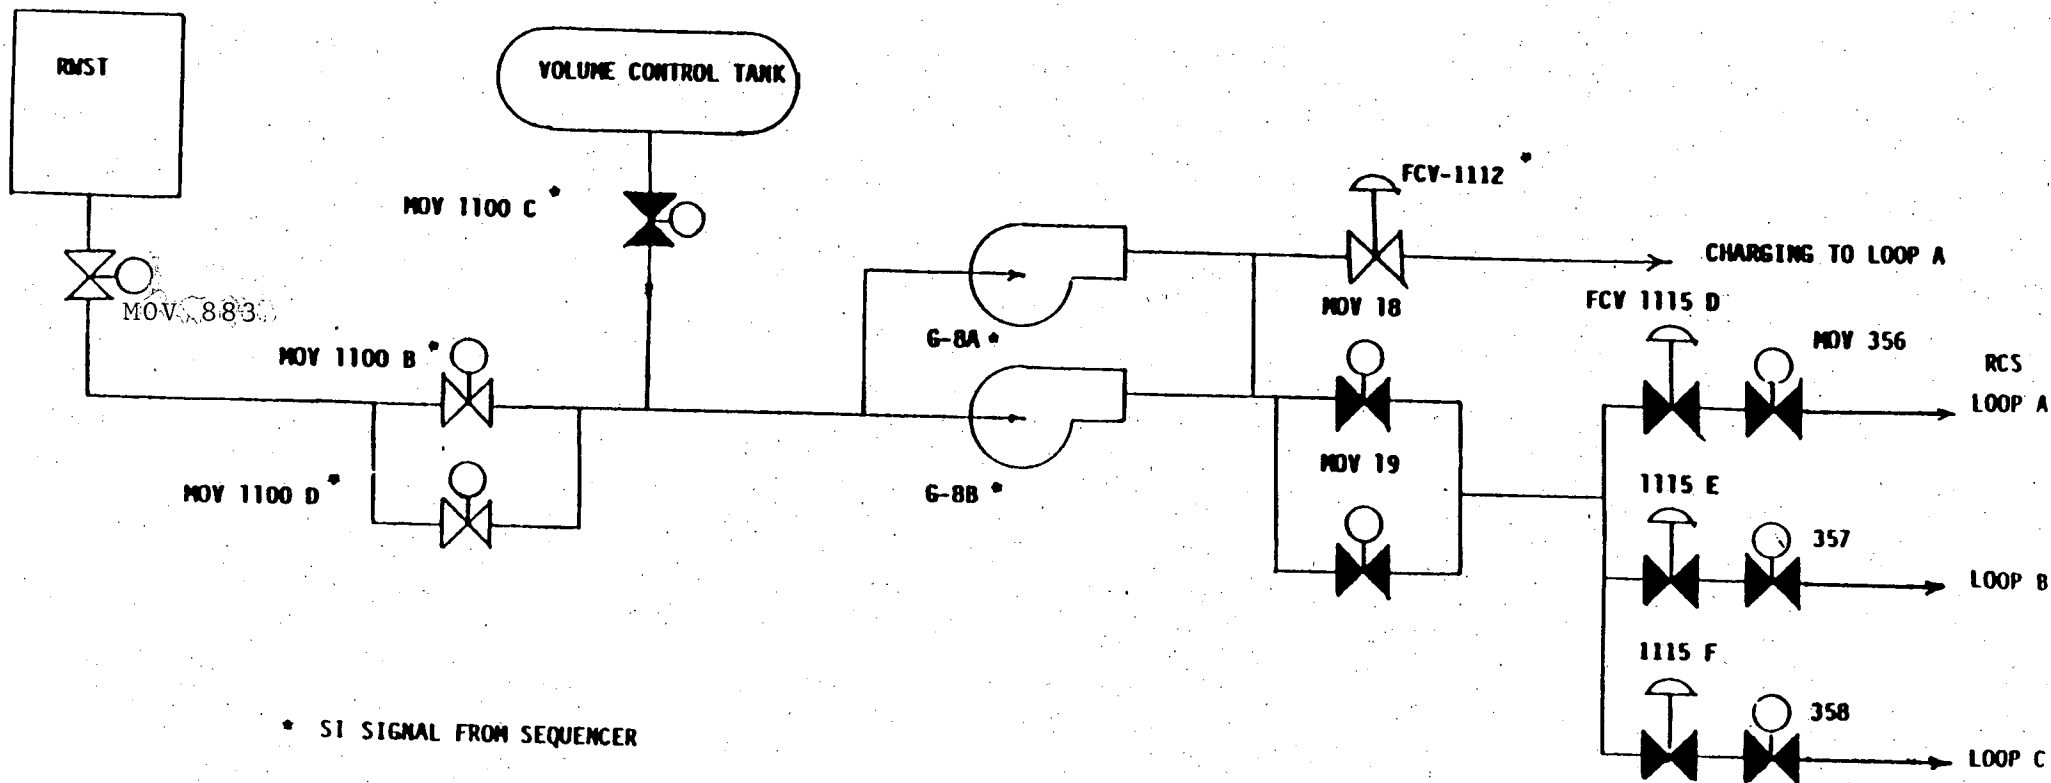 RWST
VOLUME CONTROL TANK
MOV 1100 C *
FCV-1112 *
CHARGING TO LOOP A
MOV 883
MOV 18
FCV 1115 D
MOV 356
G-8A *
MOV 1100 B *
RCS
LOOP A
MOV 19
MOV 1100 D *
G-8B *
1115 E
357
LOOP B
1115 F
358
* SI SIGNAL FROM SEQUENCER
LOOP C